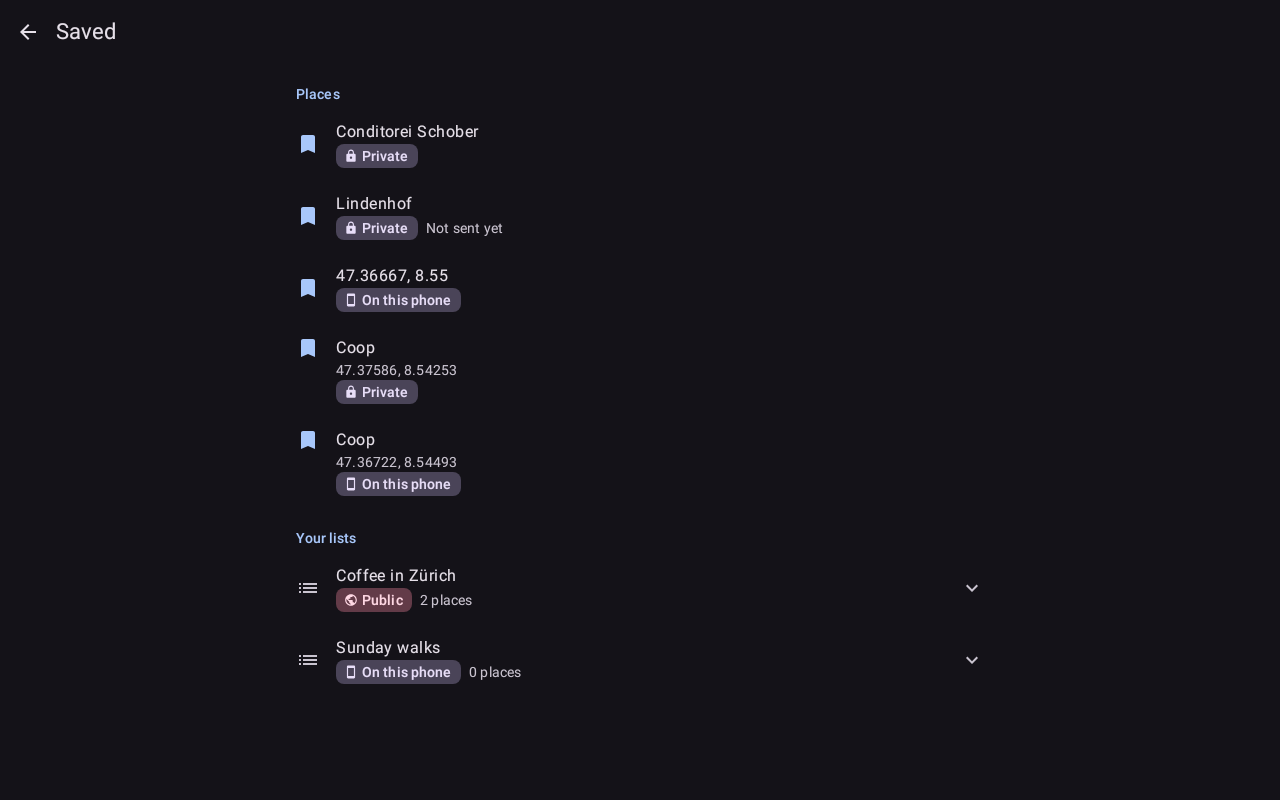 Saved
Places
Conditorei Schober
Private
Lindenhof
Private Not sent yet
47.36667, 8.55
On this phone
Coop
47.37586, 8.54253
Private
Coop
47.36722, 8.54493
On this phone
Your lists
Coffee in Zürich
Public 2 places
Sunday walks
On this phone 0 places